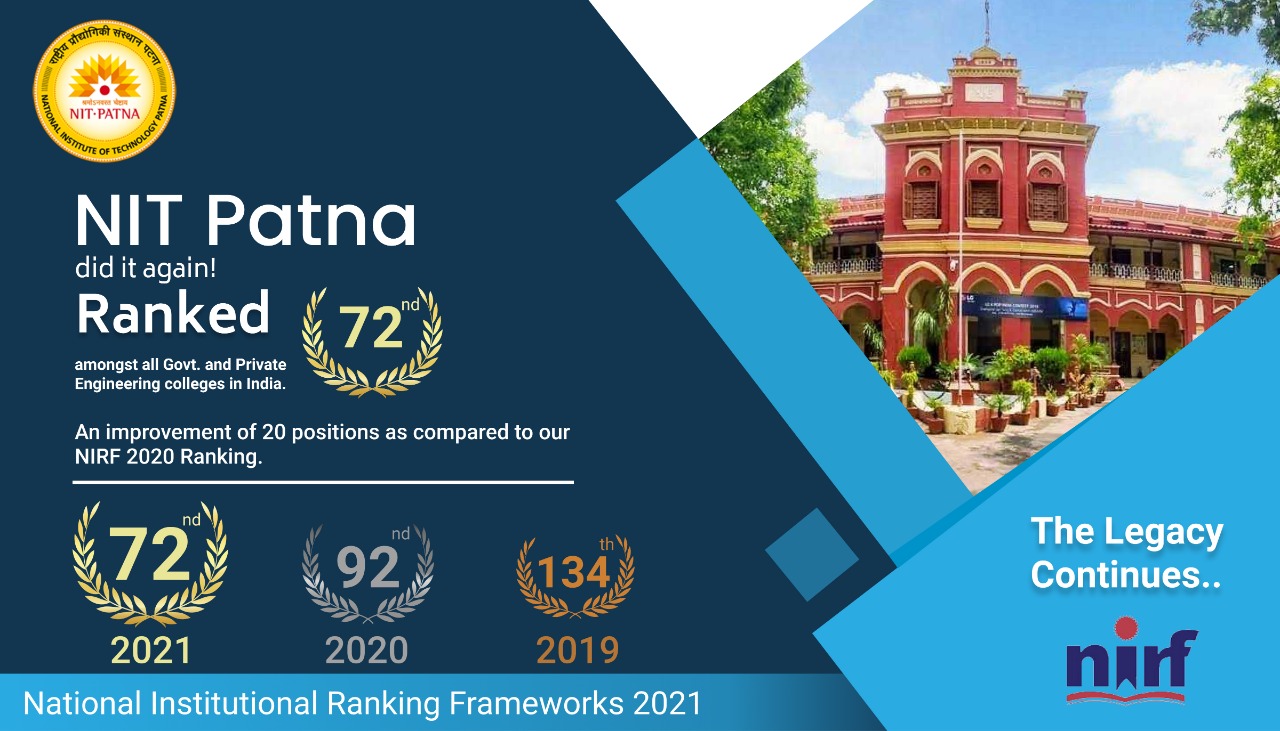 राष्ट्रीय प्रौद्योगिकी संस्थान पटना
NIT-PATNA
NATIONAL INSTITUTE OF TECHNOLOGY PATNA
NIT Patna
did it again!
Ranked
72nd
amongst all Govt. and Private
Engineering colleges in India.
An improvement of 20 positions as compared to our
NIRF 2020 Ranking.
72nd
92nd
134th
2021
2020
2019
National Institutional Ranking Frameworks 2021
LG
The Legacy
Continues..
nirf